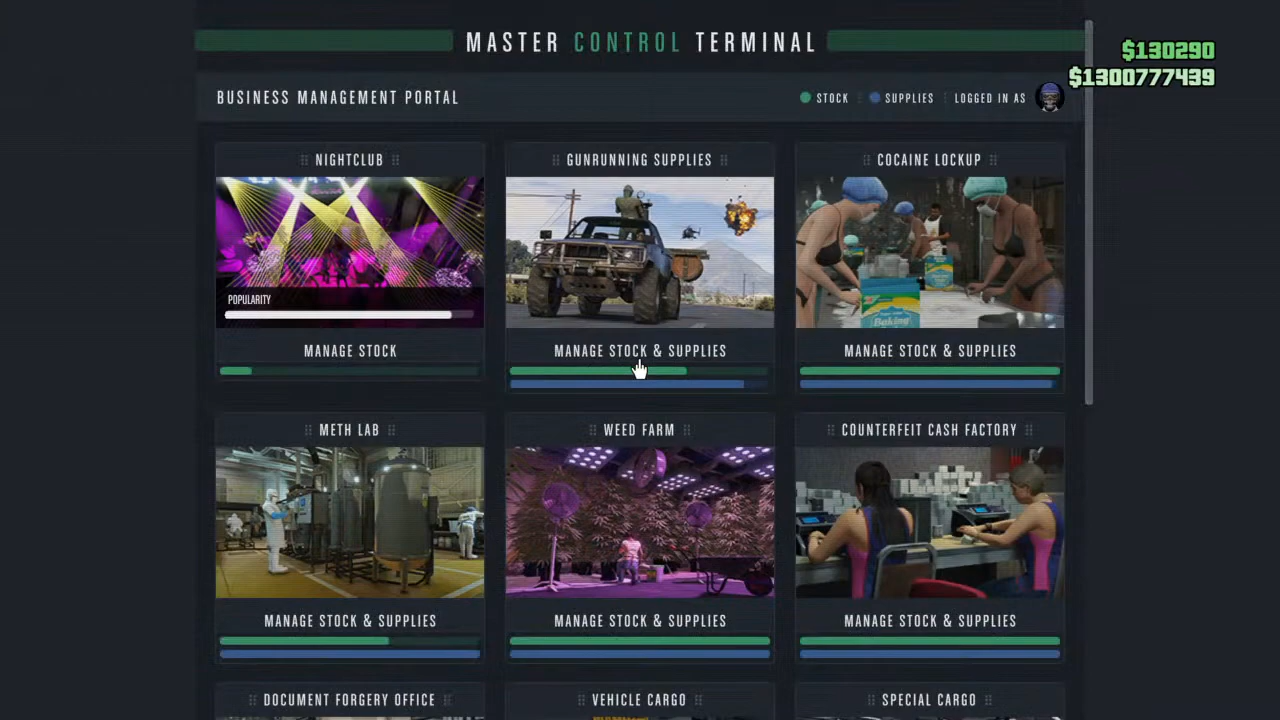 MASTER CONTROL TERMINAL
$130290
$1300777439
BUSINESS MANAGEMENT PORTAL
STOCK
SUPPLIES
LOGGED IN AS
NIGHTCLUB
GUNRUNNING SUPPLIES
COCAINE LOCKUP
POPULARITY
Baking
MANAGE STOCK
MANAGE STOCK & SUPPLIES
MANAGE STOCK & SUPPLIES
METH LAB
WEED FARM
COUNTERFEIT CASH FACTORY
MANAGE STOCK & SUPPLIES
MANAGE STOCK & SUPPLIES
MANAGE STOCK & SUPPLIES
DOCUMENT FORGERY OFFICE
VEHICLE CARGO
SPECIAL CARGO